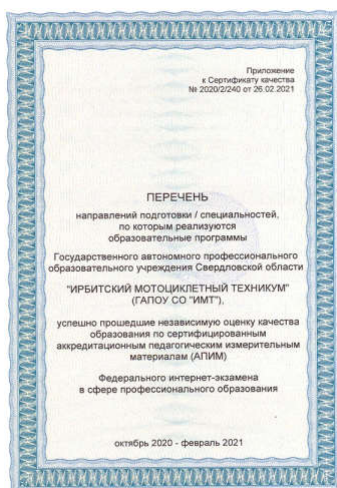 Приложение
к Сертификату качества
№ 2020/2/240 от 26.02.2021
ПЕРЕЧЕНЬ
направлений подготовки / специальностей,
по которым реализуются
образовательные программы
Государственного автономного профессионального
образовательного учреждения Свердловской области
"ИРБИТСКИЙ МОТОЦИКЛЕТНЫЙ ТЕХНИКУМ"
(ГАПОУ СО "ИМТ"),
успешно прошедшие независимую оценку качества
образования по сертифицированным
аккредитационным педагогическим измерительным
материалам (АПИМ)
Федерального интернет-экзамена
в сфере профессионального образования
октябрь 2020 - февраль 2021